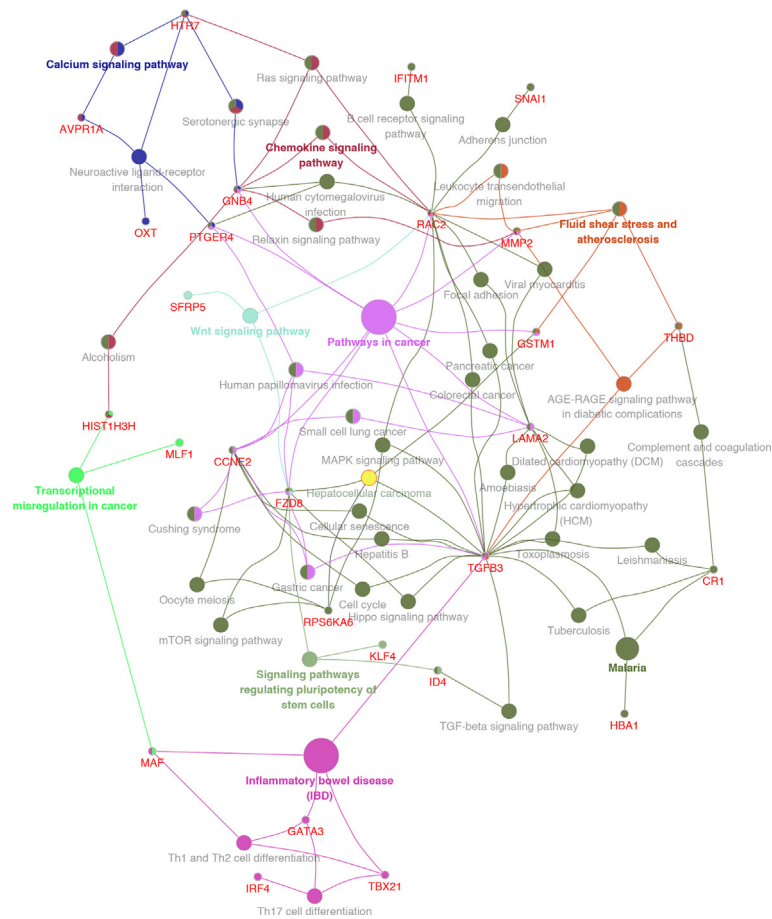 HTR7
Calcium signaling pathway
Ras signaling pathway
IFITM1
SNAI1
AVPR1A
Serotonergic synapse
B cell receptor signaling
pathway
Adherens junction
Chemokine signaling
pathway
Neuroactive ligand-receptor
interaction
Leukocyte transendothelial
migration
GNB4
Human cytomegalovirus
infection
OXT
PTGER4
Relaxin signaling pathway
RAC2
MMP2
Fluid shear stress and
atherosclerosis
SFRP5
Focal adhesion
Viral myocarditis
Wnt signaling pathway
Pathways in cancer
GSTM1
THBD
Alcoholism
Human papillomavirus infection
Pancreatic cancer
Colorectal cancer
AGE-RAGE signaling pathway
in diabetic complications
HIST1H3H
MLF1
Small cell lung cancer
LAMA2
CCNE2
MAPK signaling pathway
Dilated cardiomyopathy (DCM)
Complement and coagulation
cascades
Transcriptional
misregulation in cancer
Hepatocellular carcinoma
Amoebiasis
FZD8
Hypertrophic cardiomyopathy
(HCM)
Cushing syndrome
Cellular senescence
Hepatitis B
Toxoplasmosis
Leishmaniasis
TGFB3
CR1
Gastric cancer
Oocyte meiosis
Cell cycle
RPS6KA6
Hippo signaling pathway
Tuberculosis
mTOR signaling pathway
KLF4
Signaling pathways
regulating pluripotency of
stem cells
ID4
Malaria
TGF-beta signaling pathway
HBA1
MAF
Inflammatory bowel disease
(IBD)
GATA3
Th1 and Th2 cell differentiation
IRF4
TBX21
Th17 cell differentiation